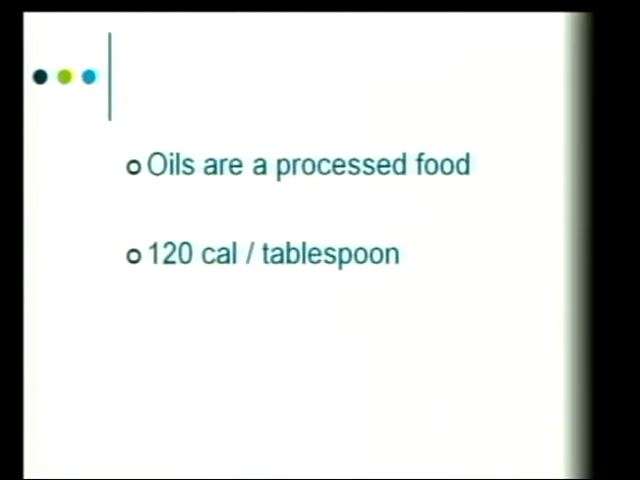 Oils are a processed food
120 cal / tablespoon